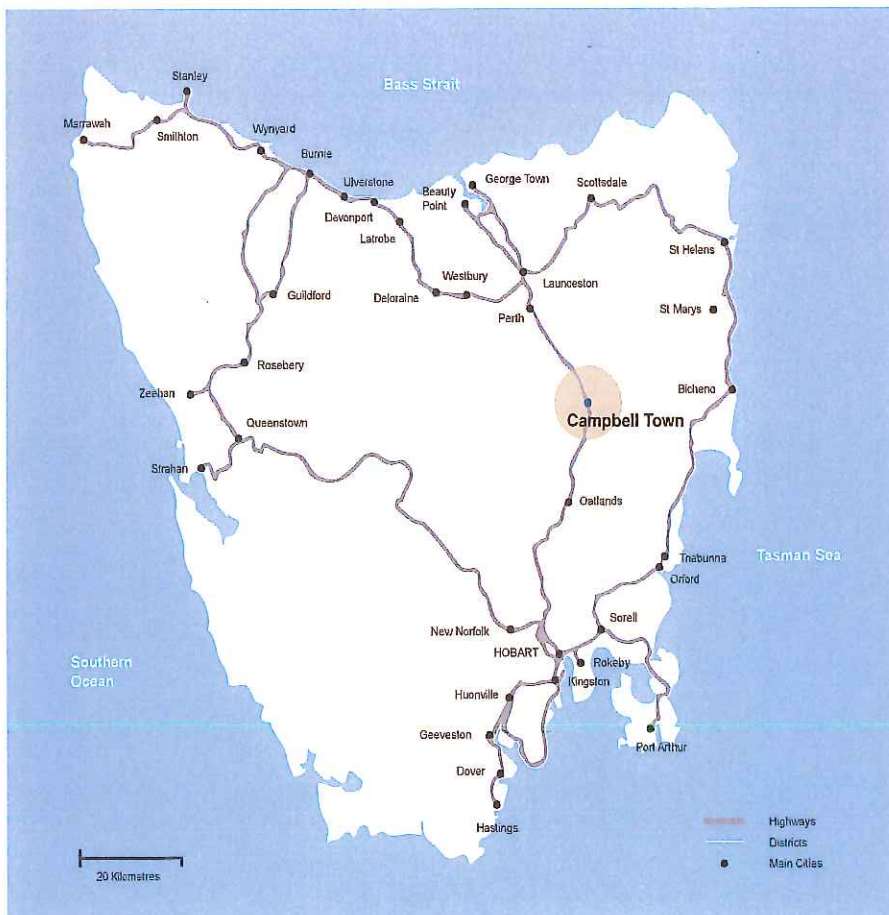 Stanley
Bass Strait
Marrawah
Smithton
Wynyard
Burnie
Ulverstone
George Town
Scottsdale
Beauty
Point
Devonport
Latrobe
St Helens
Westbury
Launceston
Deloraine
Guildford
Perth
St Marys
Rosebery
Zeehan
Bicheno
Campbell Town
Queenstown
Strahan
Oatlands
Triabunna
Tasman Sea
Orford
New Norfolk
Sorell
HOBART
Rokeby
Southern
Ocean
Kingston
Huonville
Geeveston
Port Arthur
Dover
Hastings
Highways
Districts
Main Cities
20 Kilometres